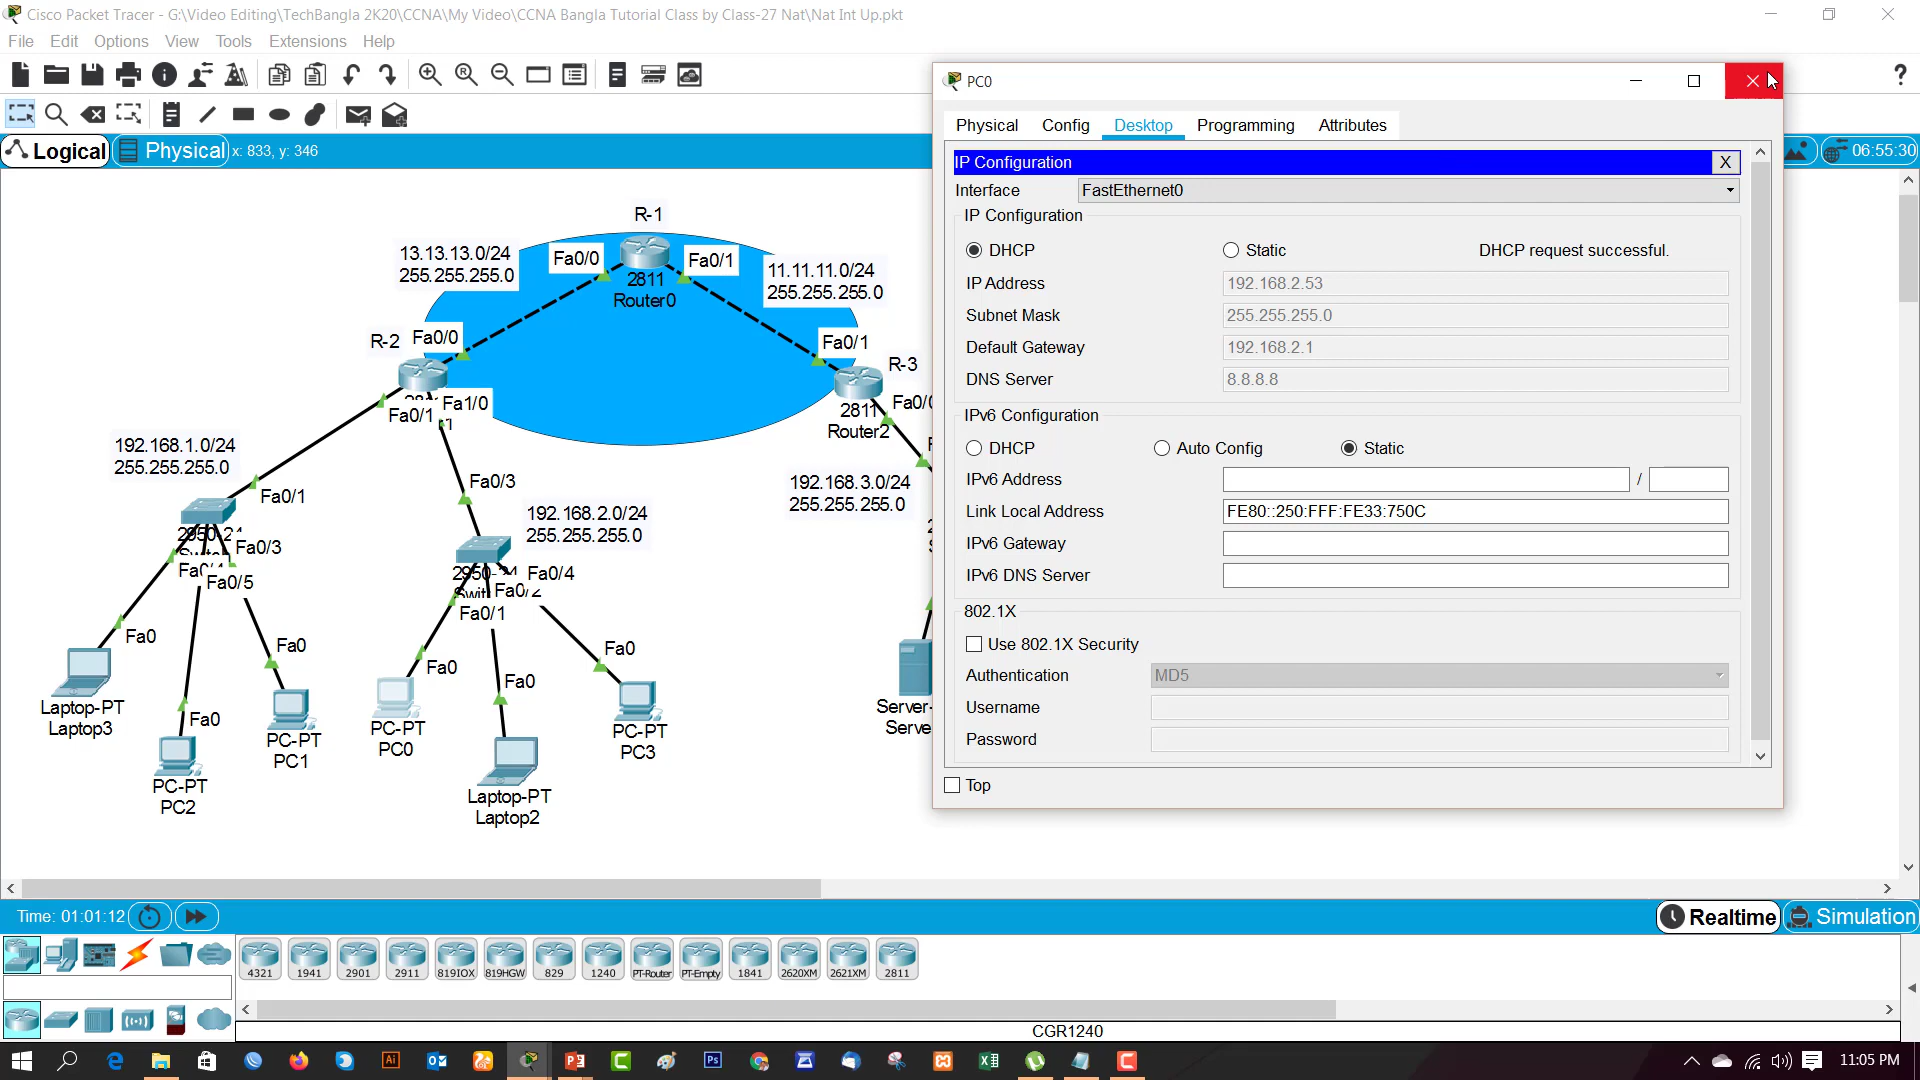 Cisco Packet Tracer - G:\Video Editing\TechBangla 2K20\CCNA\My Video\CCNA Bangla Tutorial Class by Class-27 Nat\Nat Int Up.pkt
File Edit Options View Tools Extensions Help
Logical Physical x: 833, y: 346
06:55:30
R-1
13.13.13.0/24
255.255.255.0
Fa0/0
Fa0/1
2811
Router0
11.11.11.0/24
255.255.255.0
R-2
Fa0/0
Fa0/1
R-3
2811
Router2
Fa0/1
Fa1/0
192.168.1.0/24
255.255.255.0
Fa0/1
Fa0/3
192.168.3.0/24
255.255.255.0
192.168.2.0/24
255.255.255.0
Fa0/3
Fa0/5
Fa0/4
Fa0/2
Fa0/1
Fa0
Laptop-PT
Laptop3
Fa0
PC-PT
PC2
Fa0
PC-PT
PC1
Fa0
PC-PT
PC0
Fa0
Laptop-PT
Laptop2
Fa0
PC-PT
PC3
PC0
Physical Config Desktop Programming Attributes
IP Configuration X
Interface FastEthernet0
IP Configuration
DHCP Static DHCP request successful.
IP Address 192.168.2.53
Subnet Mask 255.255.255.0
Default Gateway 192.168.2.1
DNS Server 8.8.8.8
IPv6 Configuration
DHCP Auto Config Static
IPv6 Address /
Link Local Address FE80::250:FFF:FE33:750C
IPv6 Gateway
IPv6 DNS Server
802.1X
Use 802.1X Security
Authentication MD5
Username
Password
Top
Time: 01:01:12
Realtime Simulation
4321 1941 2901 2911 819IOX 819HGW 829 1240 PT-Router PT-Empty 1841 2620XM 2621XM 2811
CGR1240
11:05 PM